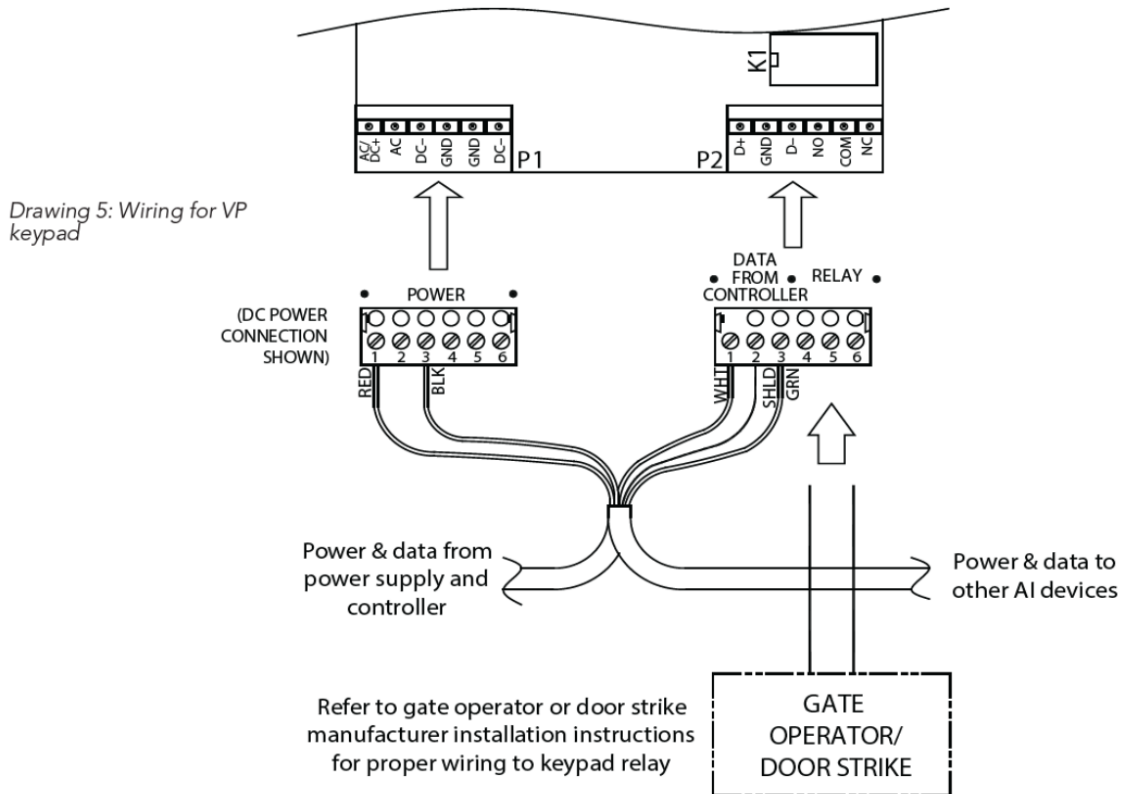 K1
AC/
DC+
AC
DC–
GND
GND
DC–
P1
P2
D+
GND
D–
NO
COM
NC
Drawing 5: Wiring for VP
keypad
POWER
DATA
FROM
CONTROLLER
RELAY
(DC POWER
CONNECTION
SHOWN)
1 2 3 4 5 6
1 2 3 4 5 6
RED
BLK
WHT
SHLD
GRN
Power & data from
power supply and
controller
Power & data to
other AI devices
Refer to gate operator or door strike
manufacturer installation instructions
for proper wiring to keypad relay
GATE
OPERATOR/
DOOR STRIKE